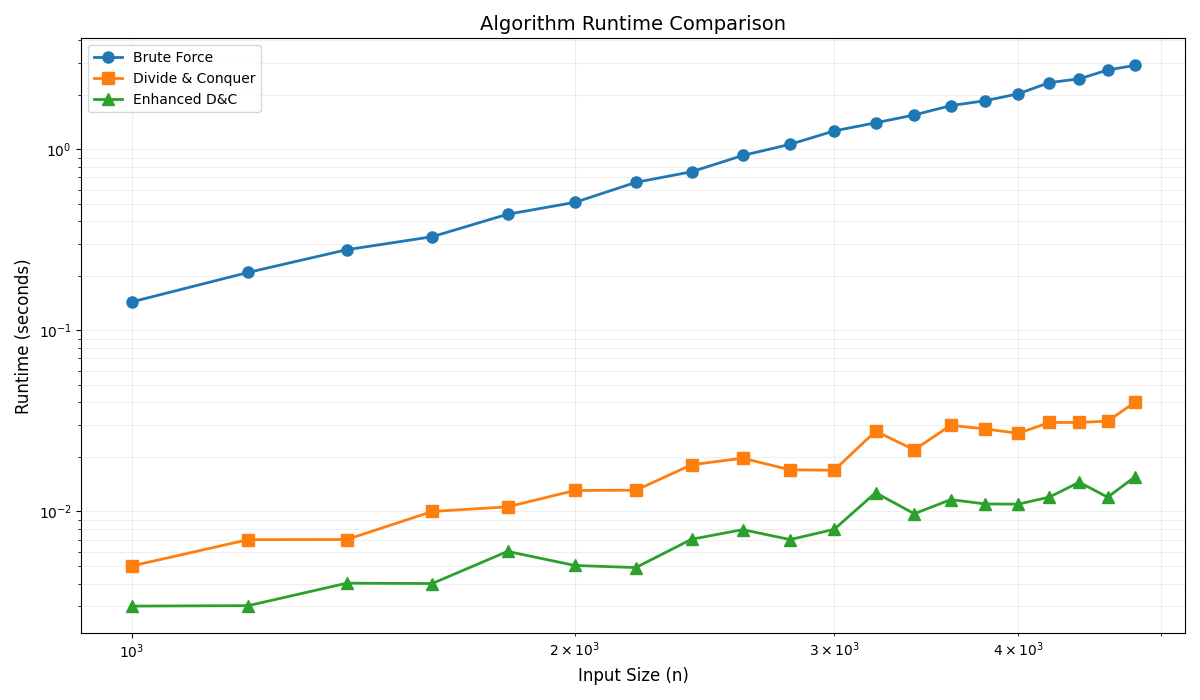 Algorithm Runtime Comparison
Brute Force
Divide & Conquer
Enhanced D&C
Runtime (seconds)
10⁰
10⁻¹
10⁻²
10³
2 × 10³
3 × 10³
4 × 10³
Input Size (n)